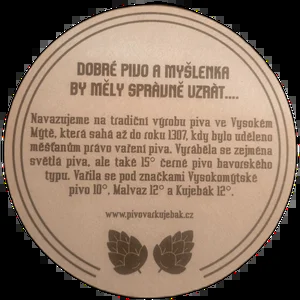 DOBRÉ PIVO A MYŠLENKA
BY MĚLY SPRÁVNĚ UZRÁT....
Navazujeme na tradiční výrobu piva ve Vysokém
Mýtě, která sahá až do roku 1307, kdy bylo uděleno
měšťanům právo vaření piva. Vyráběla se zejména
světlá piva, ale také 15° černé pivo bavorského
typu. Vařila se pod značkami Vysokomýtské
pivo 10°, Malvaz 12° a Kujebák 12°.
www.pivovarkujebak.cz